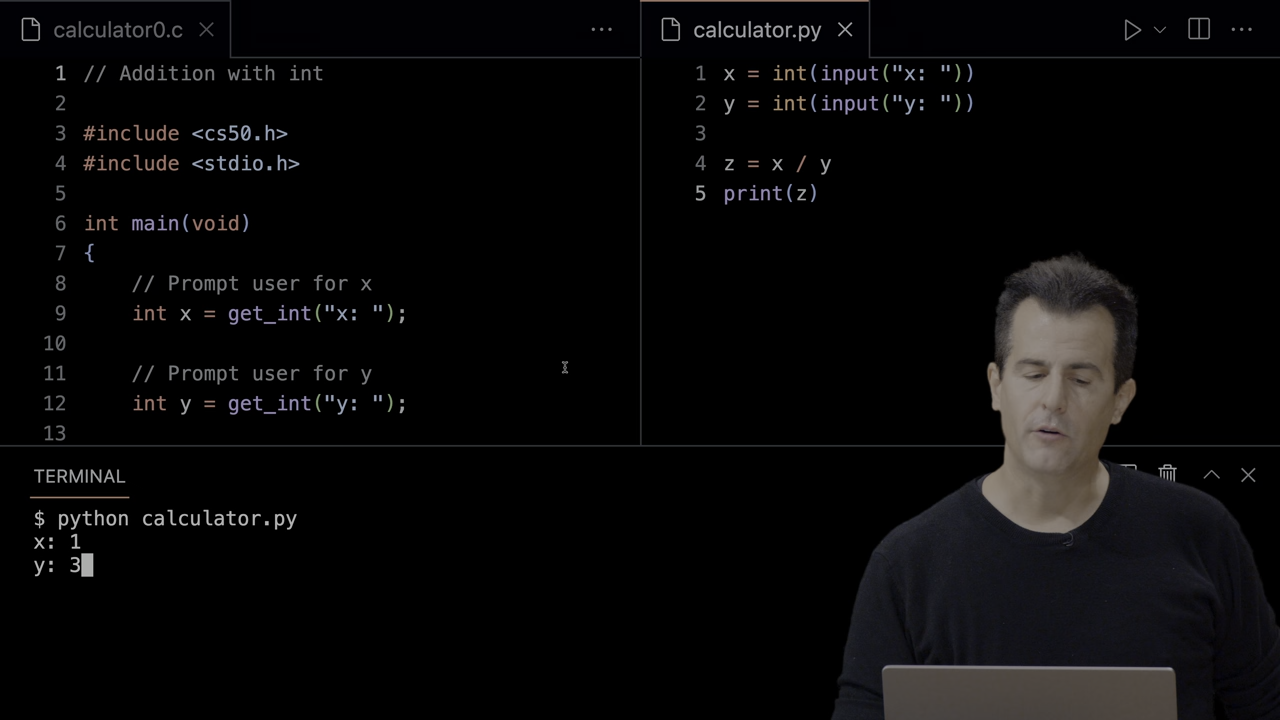 calculator0.c
// Addition with int
#include <cs50.h>
#include <stdio.h>
int main(void)
{
// Prompt user for x
int x = get_int("x: ");
// Prompt user for y
int y = get_int("y: ");
1
2
3
4
5
6
7
8
9
10
11
12
13
calculator.py
1 x = int(input("x: "))
2 y = int(input("y: "))
3
4 z = x / y
5 print(z)
TERMINAL
$ python calculator.py
x: 1
y: 3